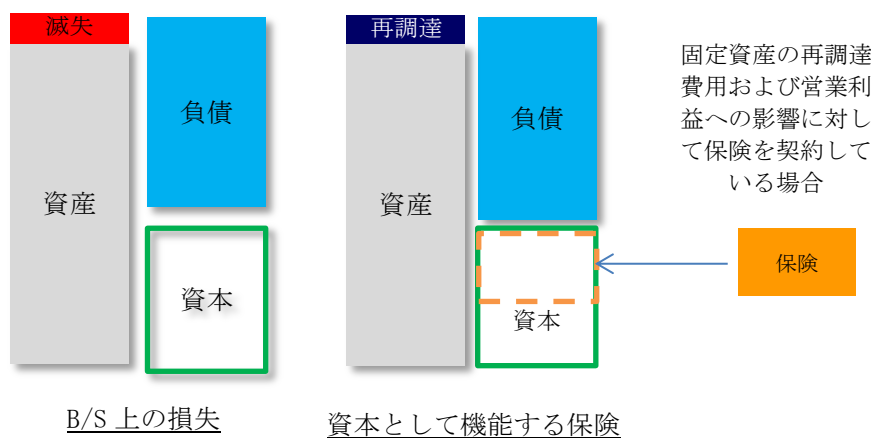 滅失
負債
資産
資本
B/S 上の損失
再調達
負債
資産
資本
資本として機能する保険
固定資産の再調達
費用および営業利
益への影響に対し
て保険を契約して
いる場合
保険